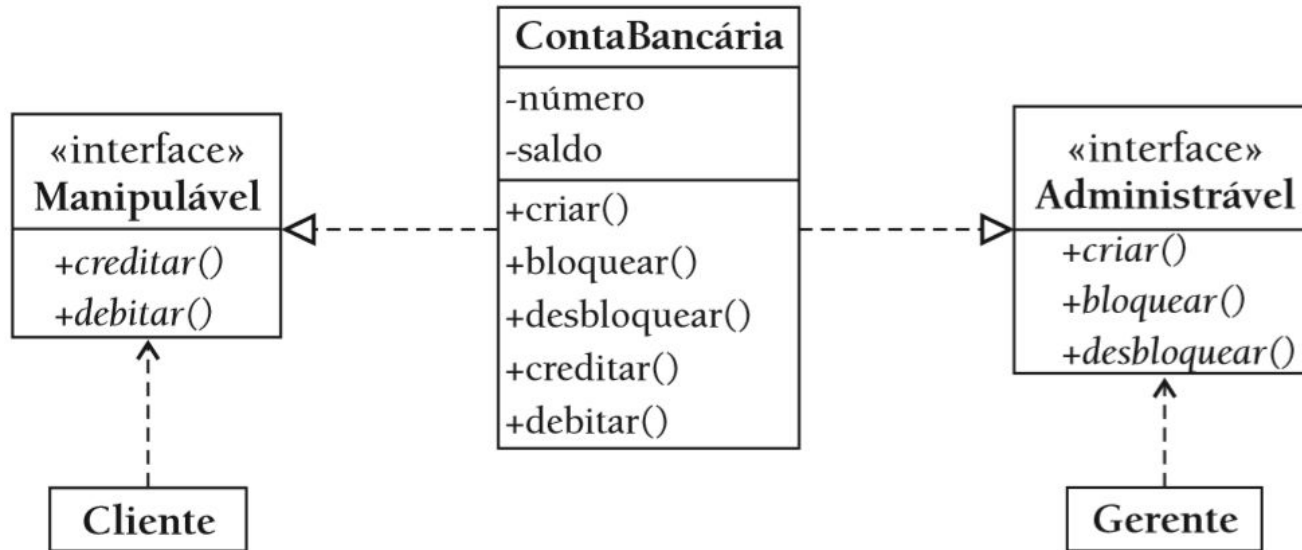 «interface»
Manipulável
+creditar()
+debitar()
ContaBancária
-número
-saldo
+criar()
+bloquear()
+desbloquear()
+creditar()
+debitar()
«interface»
Administrável
+criar()
+bloquear()
+desbloquear()
Cliente
Gerente